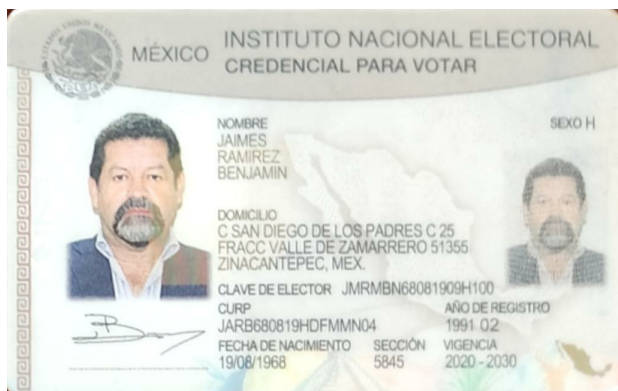 MÉXICO
INSTITUTO NACIONAL ELECTORAL
CREDENCIAL PARA VOTAR
NOMBRE
SEXO H
JAIMES
RAMIREZ
BENJAMIN
DOMICILIO
C SAN DIEGO DE LOS PADRES C 25
FRACC VALLE DE ZAMARRERO 51355
ZINACANTEPEC, MEX.
CLAVE DE ELECTOR JMRMBN68081909H100
CURP
JARB680819HDFMMN04
AÑO DE REGISTRO
1991 02
FECHA DE NACIMIENTO
19/08/1968
SECCIÓN
5845
VIGENCIA
2020 - 2030